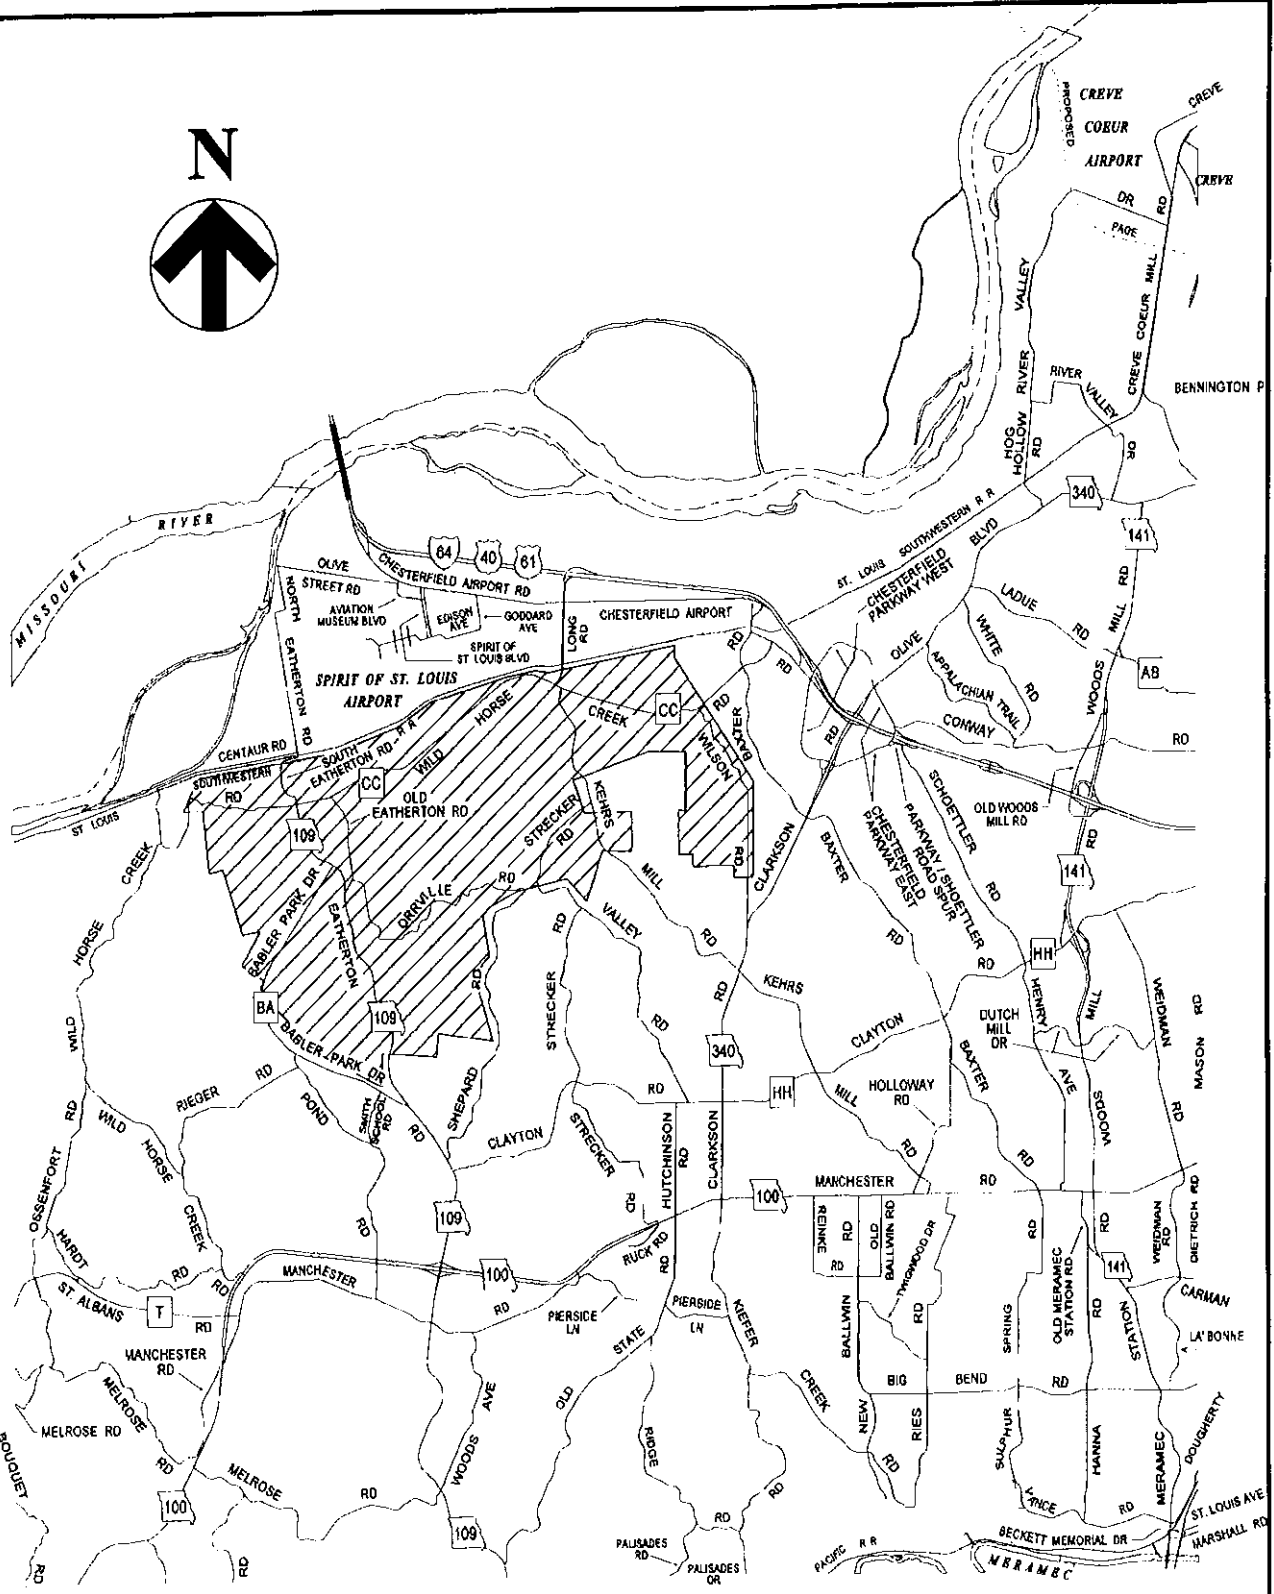 N
PROPOSED
CREVE
COEUR
AIRPORT
CREVE
CREVE
DR
RD
PAGE
HOG
HOLLOW
RD
RIVER
VALLEY
CREVE COEUR MILL
RIVER
VALLEY
DR
BENNINGTON P
340
141
MISSOURI
RIVER
ST. LOUIS SOUTHWESTERN R R
BLVD
64
40
61
OLIVE
STREET RD
CHESTERFIELD AIRPORT RD
CHESTERFIELD AIRPORT
RD
CHESTERFIELD
PARKWAY WEST
OLIVE
LADUE
RD
WHITE
RD
APPALACHIAN TRAIL
CONWAY
RD
MILL RD
WOODS
AB
NORTH
EATHERTON
RD
AVIATION
MUSEUM BLVD
EDISON
AVE
GODDARD
AVE
LONG
RD
SPIRIT OF
ST LOUIS BLVD
SPIRIT OF ST. LOUIS
AIRPORT
CENTAUR RD
SOUTHWESTERN
RD
ST LOUIS
SOUTH
EATHERTON RD
R R
WILD
HORSE
CREEK
CC
RD
RD
CC
WILSON
RD
BAXTER
OLD
EATHERTON RD
109
STRECKER
RD
KEHRS
MILL
RD
CLARKSON
RD
BAXTER
RD
CHESTERFIELD
PARKWAY EAST
PARKWAY / SHOETTLER
ROAD SPUR
SCHOETTLER
RD
OLD WOODS
MILL RD
RD
141
HH
RD
BABLER PARK DR
EATHERTON
ORRVILLE
RD
BA
BABLER PARK DR
109
RD
SHEPARD
STRECKER
RD
VALLEY
RD
KEHRS
MILL
RD
RD
340
CLAYTON
HENRY
AVE
DUTCH
MILL
DR
MILL
WOODS
RD
WEIDMAN
RD
MASON RD
WILD
HORSE
CREEK
RD
RIEGER
RD
POND
RD
SMITH
SCHOOL
RD
RD
CLAYTON
RD
HH
STRECKER
RD
HUTCHINSON
RD
CLARKSON
HOLLOWAY
RD
BAXTER
RD
OSSENFORT
WILD
HORSE
CREEK
RD
HARDT
RD
109
100
MANCHESTER
RD
100
MANCHESTER
RD
RUCK RD
RD
REINKE
RD
RD
OLD
BALLWIN RD
TWIGWOOD DR
RD
OLD MERAMEC
STATION RD
WEIDMAN
RD
DIETRICH RD
141
CARMAN
LA' BONNE
ST. ALBANS
T
RD
MANCHESTER
RD
PIERSIDE
LN
PIERSIDE
LN
KIEFER
CREEK
RD
OLD
STATE
NEW
BALLWIN
RIES
RD
SPRING
SULPHUR
HANNA
RD
STATION
MERAMEC
BIG
BEND
RD
DOUGHERTY
MELROSE
RD
MELROSE RD
BOUQUET
RD
100
MELROSE
RD
RD
WOODS
AVE
109
RIDGE
RD
PALISADES
RD
PALISADES
DR
RD
BECKETT MEMORIAL DR
PACIFIC R R
MERAMEC
ST. LOUIS AVE
MARSHALL RD